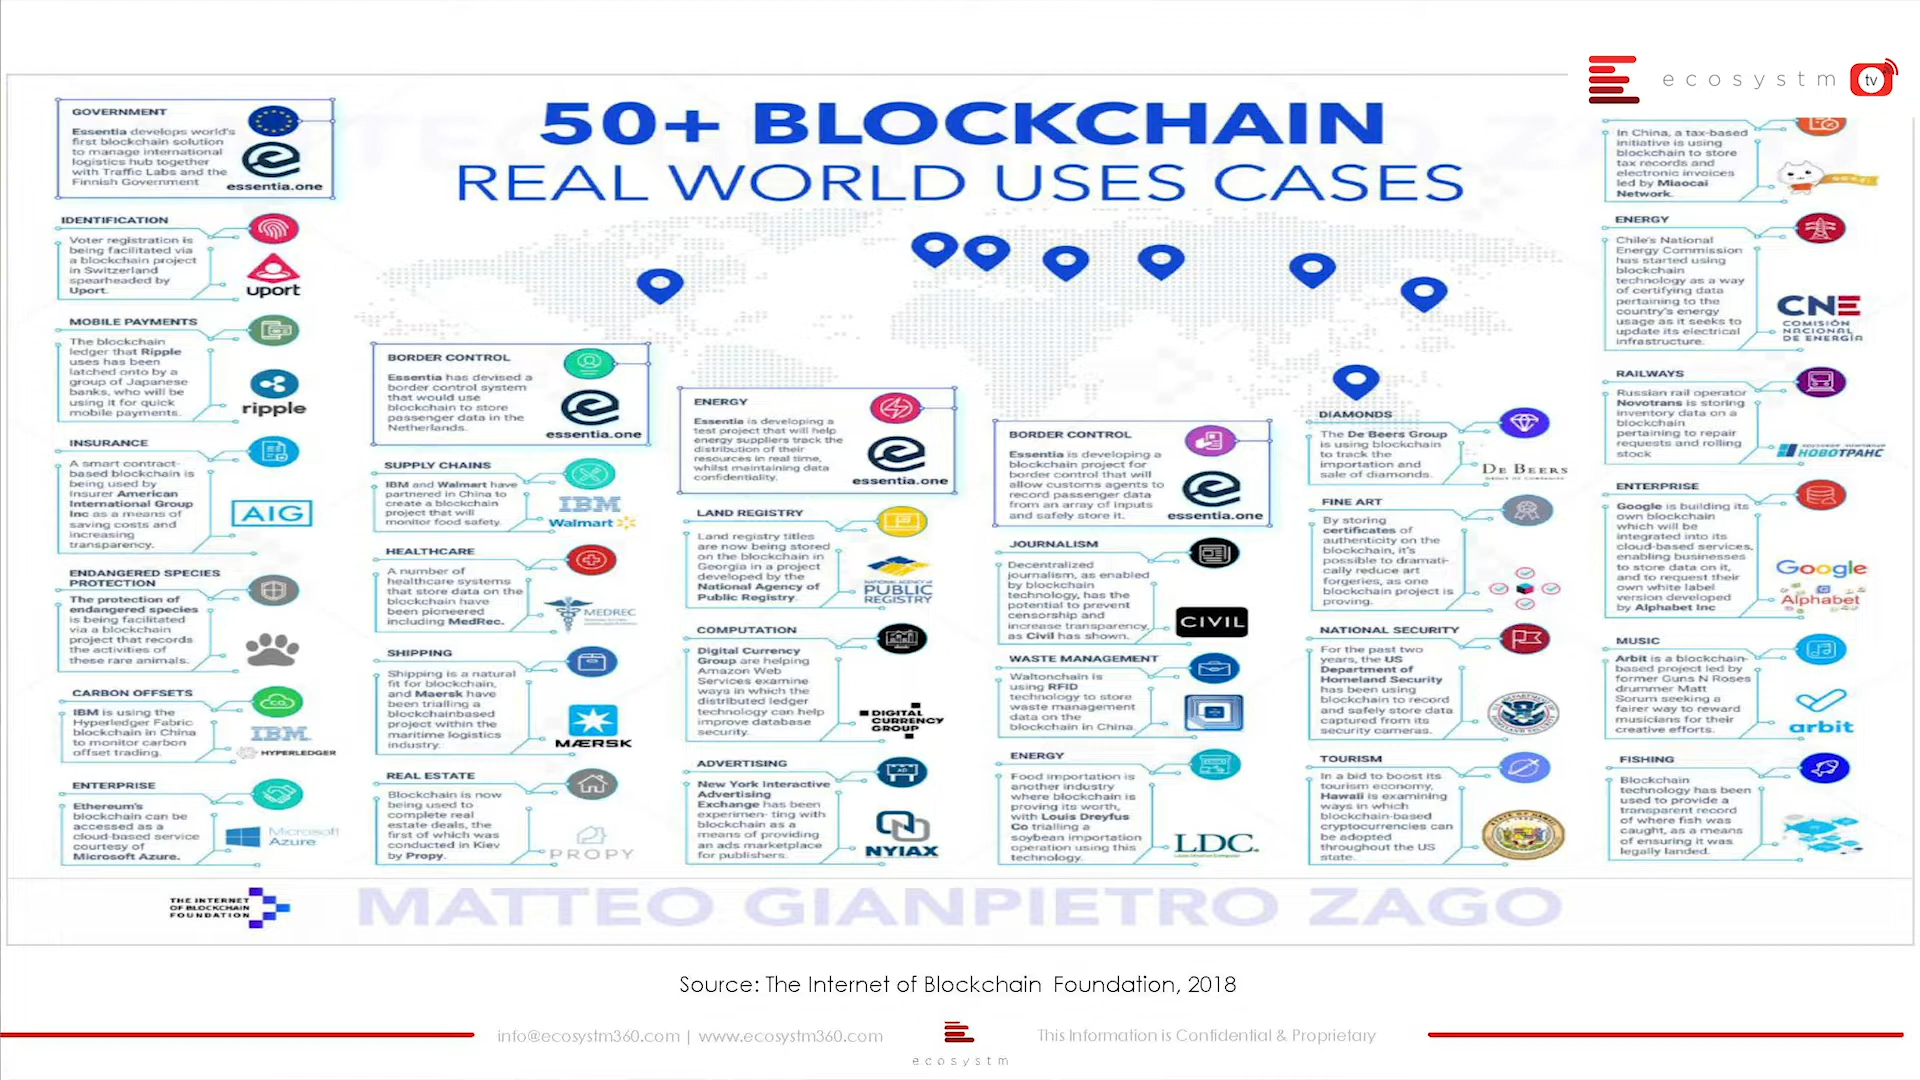 ecosystm tv
50+ BLOCKCHAIN
REAL WORLD USES CASES
GOVERNMENT
Essentia develops world's
first blockchain solution
to manage international
logistics hub together
with Traffic Labs and the
Finnish Government
essentia.one
IDENTIFICATION
Voter registration is
being facilitated via
a blockchain project
in Switzerland
spearheaded by
Uport.
uport
MOBILE PAYMENTS
The blockchain
ledger that Ripple
uses has been
latched onto by a
group of Japanese
banks, who will be
using it for quick
mobile payments.
ripple
INSURANCE
A smart contract-
based blockchain is
being used by
Insurer American
International Group
Inc as a means of
saving costs and
increasing
transparency.
AIG
ENDANGERED SPECIES
PROTECTION
The protection of
endangered species
is being facilitated
via a blockchain
project that records
the activities of
these rare animals.
CARBON OFFSETS
IBM is using the
Hyperledger Fabric
blockchain in China
to monitor carbon
offset trading.
IBM
HYPERLEDGER
ENTERPRISE
Ethereum's
blockchain can be
accessed as a
cloud-based service
courtesy of
Microsoft Azure.
Microsoft
Azure
BORDER CONTROL
Essentia has devised a
border control system
that would use
blockchain to store
passenger data in the
Netherlands.
essentia.one
SUPPLY CHAINS
IBM and Walmart have
partnered in China to
create a blockchain
project that will
monitor food safety.
IBM
Walmart
HEALTHCARE
A number of
healthcare systems
that store data on the
blockchain have
been pioneered
including MedRec.
MEDREC
SHIPPING
Shipping is a natural
fit for blockchain,
and Maersk have
been trialling a
blockchainbased
project within the
maritime logistics
industry.
MÆRSK
REAL ESTATE
Blockchain is now
being used to
complete real
estate deals, the
first of which was
conducted in Kiev
by Propy.
PROPY
ENERGY
Essentia is developing a
test project that will help
energy suppliers track the
distribution of their
resources in real time,
whilst maintaining data
confidentiality.
essentia.one
LAND REGISTRY
Land registry titles
are now being stored
on the blockchain in
Georgia in a project
developed by the
National Agency of
Public Registry.
NATIONAL AGENCY of
PUBLIC
REGISTRY
COMPUTATION
Digital Currency
Group are helping
Amazon Web
Services examine
ways in which the
distributed ledger
technology can help
improve database
security.
DIGITAL
CURRENCY
GROUP
ADVERTISING
New York Interactive
Advertising
Exchange has been
experimen- ting with
blockchain as a
means of providing
an ads marketplace
for publishers.
AD
NYIAX
BORDER CONTROL
Essentia is developing a
blockchain project for
border control that will
allow customs agents to
record passenger data
from an array of inputs
and safely store it.
essentia.one
JOURNALISM
Decentralized
journalism, as enabled
by blockchain
technology, has the
potential to prevent
censorship and
increase transparency,
as Civil has shown.
CIVIL
WASTE MANAGEMENT
Waltonchain is
using RFID
technology to store
waste management
data on the
blockchain in China.
ENERGY
Food importation is
another industry
where blockchain is
proving its worth,
with Louis Dreyfus
Co trialling a
soybean importation
operation using this
technology.
LDC.
DIAMONDS
The De Beers Group
is using blockchain
to track the
importation and
sale of diamonds.
DE BEERS
GROUP OF COMPANIES
FINE ART
By storing
certificates of
authenticity on the
blockchain, it's
possible to dramati-
cally reduce art
forgeries, as one
blockchain project is
proving.
NATIONAL SECURITY
For the past two
years, the US
Department of
Homeland Security
has been using
blockchain to record
and safely store data
captured from its
security cameras.
TOURISM
In a bid to boost its
tourism economy,
Hawaii is examining
ways in which
blockchain-based
cryptocurrencies can
be adopted
throughout the US
state.
In China, a tax-based
initiative is using
blockchain to store
tax records and
electronic invoices
led by Miaocai
Network.
ENERGY
Chile's National
Energy Commission
has started using
blockchain
technology as a way
of certifying data
pertaining to the
country's energy
usage as it seeks to
update its electrical
infrastructure.
CNE
COMISIÓN
NACIONAL
DE ENERGÍA
RAILWAYS
Russian rail operator
Novotrans is storing
inventory data on a
blockchain
pertaining to repair
requests and rolling
stock
НОВОТРАНС
ENTERPRISE
Google is building its
own blockchain
which will be
integrated into its
cloud-based services,
enabling businesses
to store data on it,
and to request their
own white label
version developed
by Alphabet Inc
Google
Alphabet
MUSIC
Arbit is a blockchain-
based project led by
former Guns N Roses
drummer Matt
Sorum seeking a
fairer way to reward
musicians for their
creative efforts.
arbit
FISHING
Blockchain
technology has been
used to provide a
transparent record
of where fish was
caught, as a means
of ensuring it was
legally landed.
THE INTERNET
OF BLOCKCHAIN
FOUNDATION
MATTEO GIANPIETRO ZAGO
Source: The Internet of Blockchain Foundation, 2018
info@ecosystm360.com | www.ecosystm360.com
ecosystm
This Information is Confidential & Proprietary